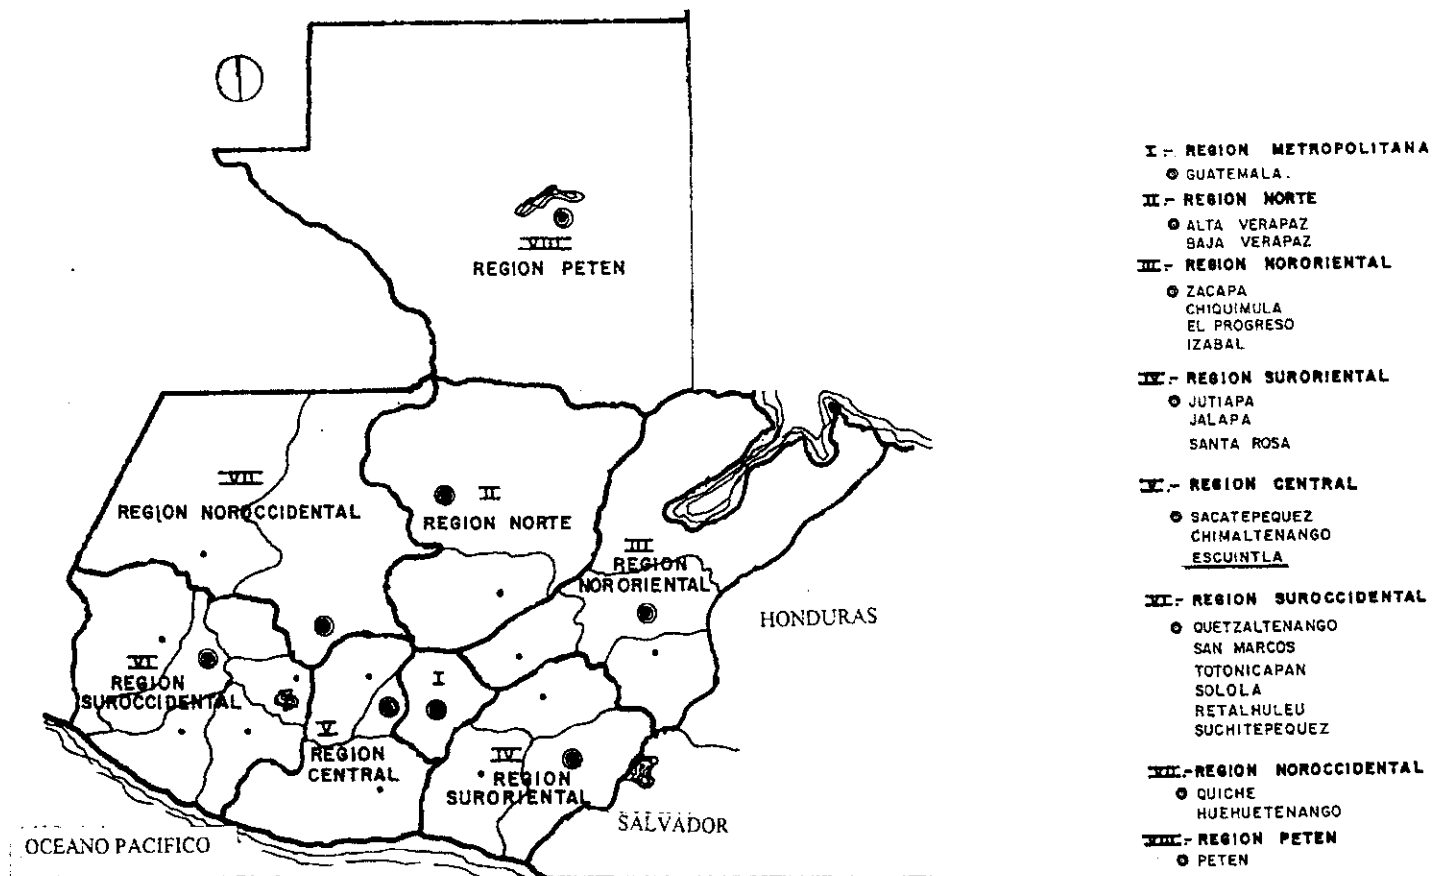 VIII
REGION PETEN
VII
REGION NOROCCIDENTAL
II
REGION NORTE
III
REGION
NORORIENTAL
HONDURAS
VI
REGION
SUROCCIDENTAL
I
V
REGION
CENTRAL
IV
REGION
SURORIENTAL
SALVADOR
OCEANO PACIFICO
I.- REGION METROPOLITANA
GUATEMALA.
II.- REGION NORTE
ALTA VERAPAZ
BAJA VERAPAZ
III.- REGION NORORIENTAL
ZACAPA
CHIQUIMULA
EL PROGRESO
IZABAL
IV.- REGION SURORIENTAL
JUTIAPA
JALAPA
SANTA ROSA
V.- REGION CENTRAL
SACATEPEQUEZ
CHIMALTENANGO
ESCUINTLA
VI.- REGION SUROCCIDENTAL
QUETZALTENANGO
SAN MARCOS
TOTONICAPAN
SOLOLA
RETALHULEU
SUCHITEPEQUEZ
VII.- REGION NOROCCIDENTAL
QUICHE
HUEHUETENANGO
VIII.- REGION PETEN
PETEN